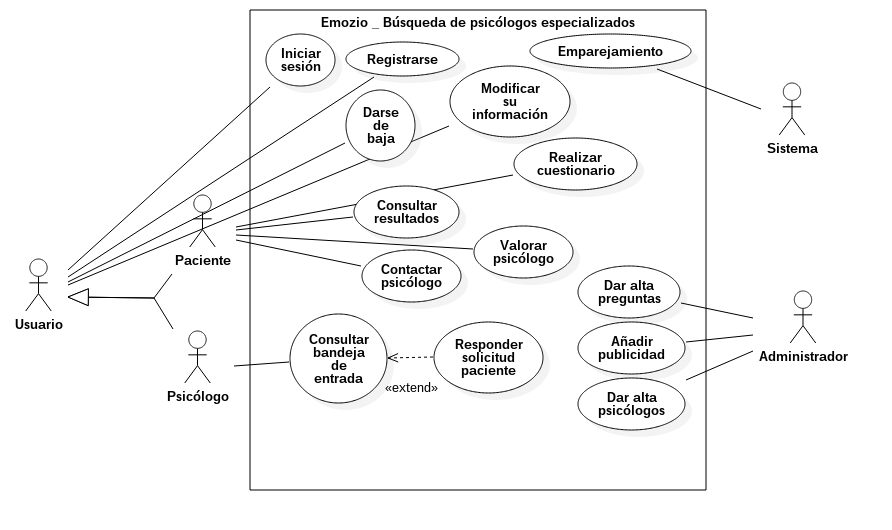 Emozio _ Búsqueda de psicólogos especializados
Iniciar
sesión
Registrarse
Emparejamiento
Darse
de
baja
Modificar
su
información
Sistema
Realizar
cuestionario
Consultar
resultados
Paciente
Valorar
psicólogo
Contactar
psicólogo
Usuario
Dar alta
preguntas
Añadir
publicidad
Administrador
Consultar
bandeja
de
entrada
Responder
solicitud
paciente
«extend»
Psicólogo
Dar alta
psicólogos